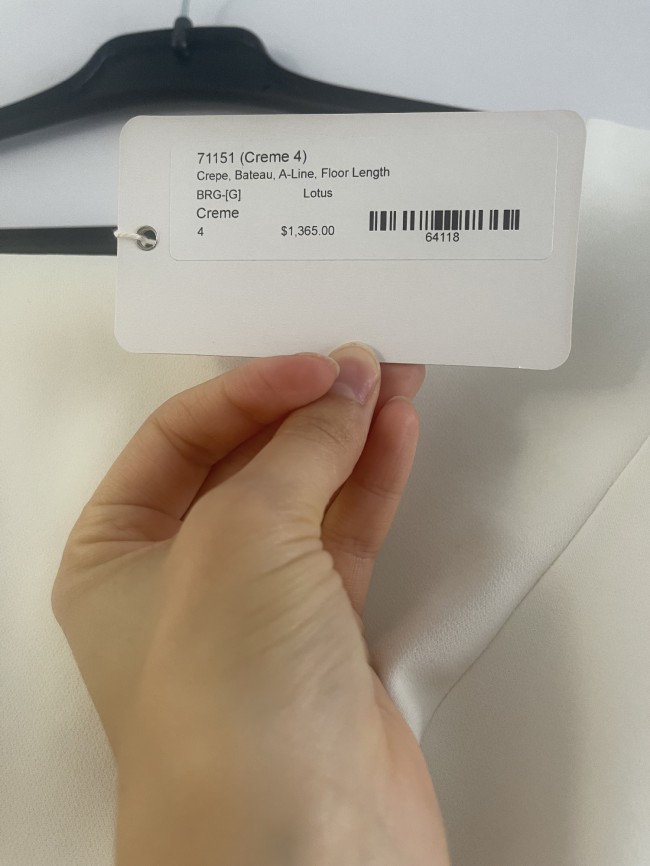 71151 (Creme 4)
Crepe, Bateau, A-Line, Floor Length
BRG-[G] Lotus
Creme
4 $1,365.00
64118